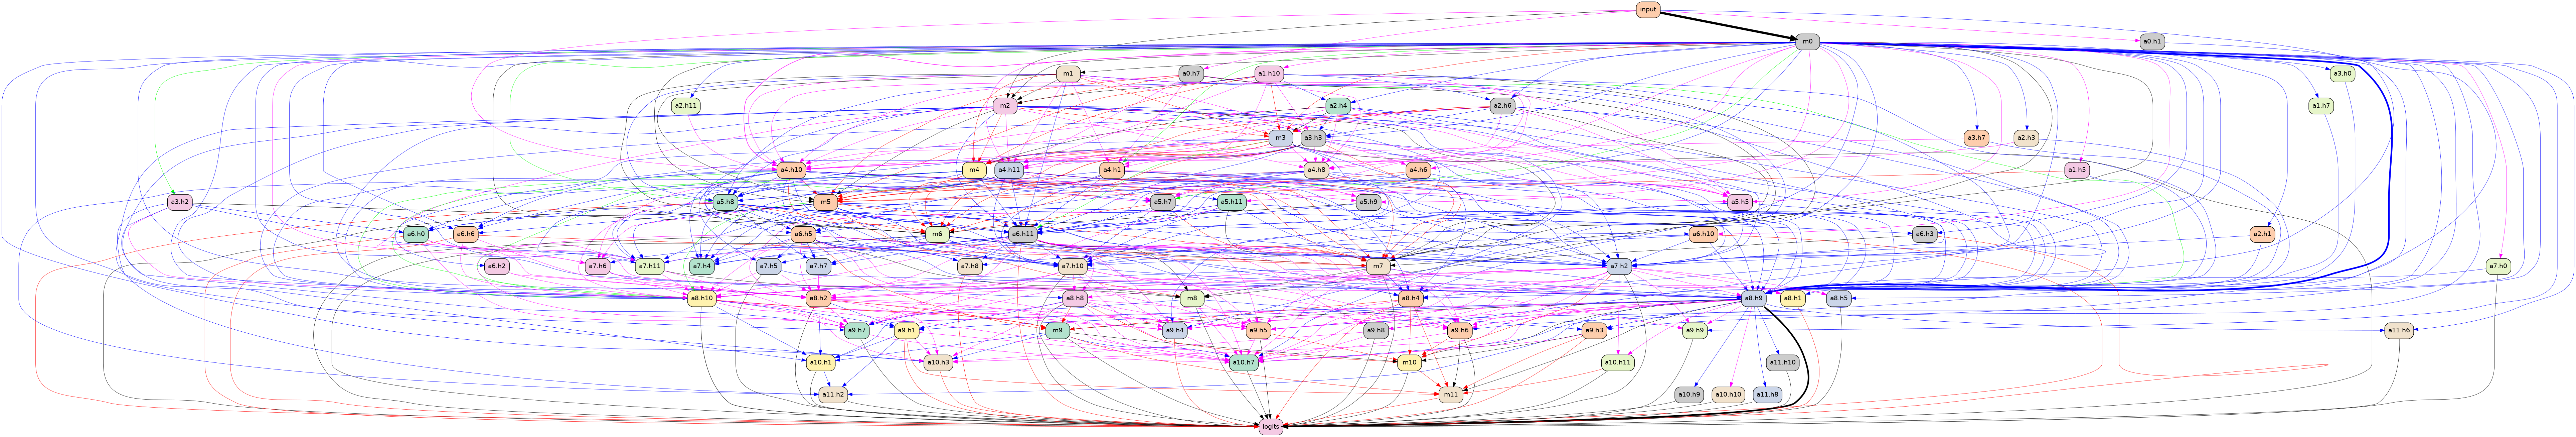 input
m0 a0.h1
m1 a0.h7 a1.h10 a3.h0
a2.h11 m2 a2.h4 a2.h6 a1.h7
m3 a3.h3 a3.h7 a2.h3
a4.h10 m4 a4.h11 a4.h1 a4.h8 a4.h6 a1.h5
a3.h2 a5.h8 m5 a5.h7 a5.h11 a5.h9 a5.h5
a6.h0 a6.h6 a6.h5 m6 a6.h11 a6.h10 a6.h3 a2.h1
a6.h2 a7.h6 a7.h11 a7.h4 a7.h5 a7.h7 a7.h8 a7.h10 m7 a7.h2 a7.h0
a8.h10 a8.h2 a8.h8 m8 a8.h4 a8.h9 a8.h1 a8.h5
a9.h7 a9.h1 m9 a9.h4 a9.h5 a9.h8 a9.h6 a9.h3 a9.h9 a11.h6
a10.h1 a10.h3 a10.h7 m10 a10.h11 a11.h10
a11.h2 m11 a10.h9 a10.h10 a11.h8
logits